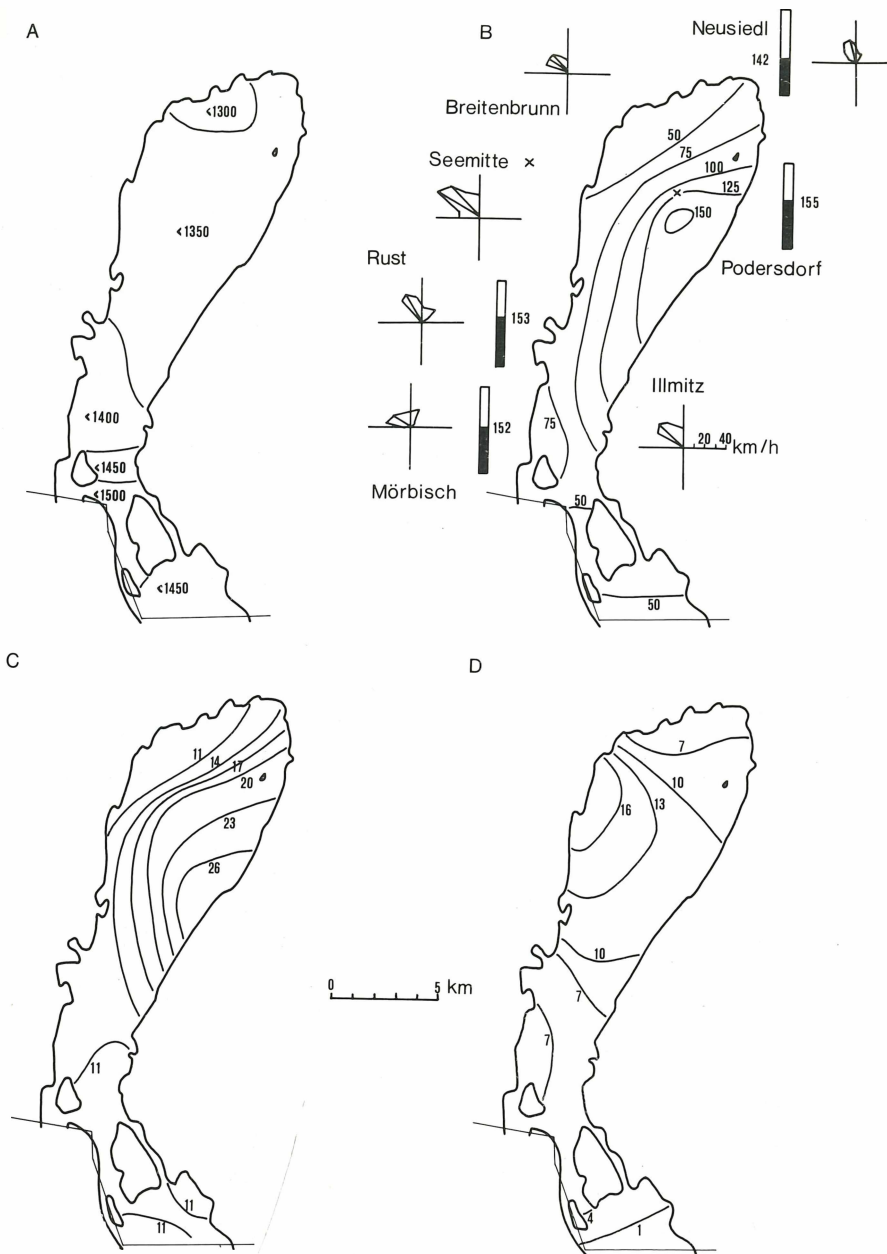 A
<1300
<1350
<1400
<1450
<1500
<1450
B
Neusiedl
142
Breitenbrunn
Seemitte ×
Rust
153
Mörbisch
152
155
Podersdorf
Illmitz
20 40 km/h
50
75
100
125
150
75
50
50
C
11
14
17
20
23
26
11
11
11
0 5 km
D
7
10
16
13
10
7
7
4
1